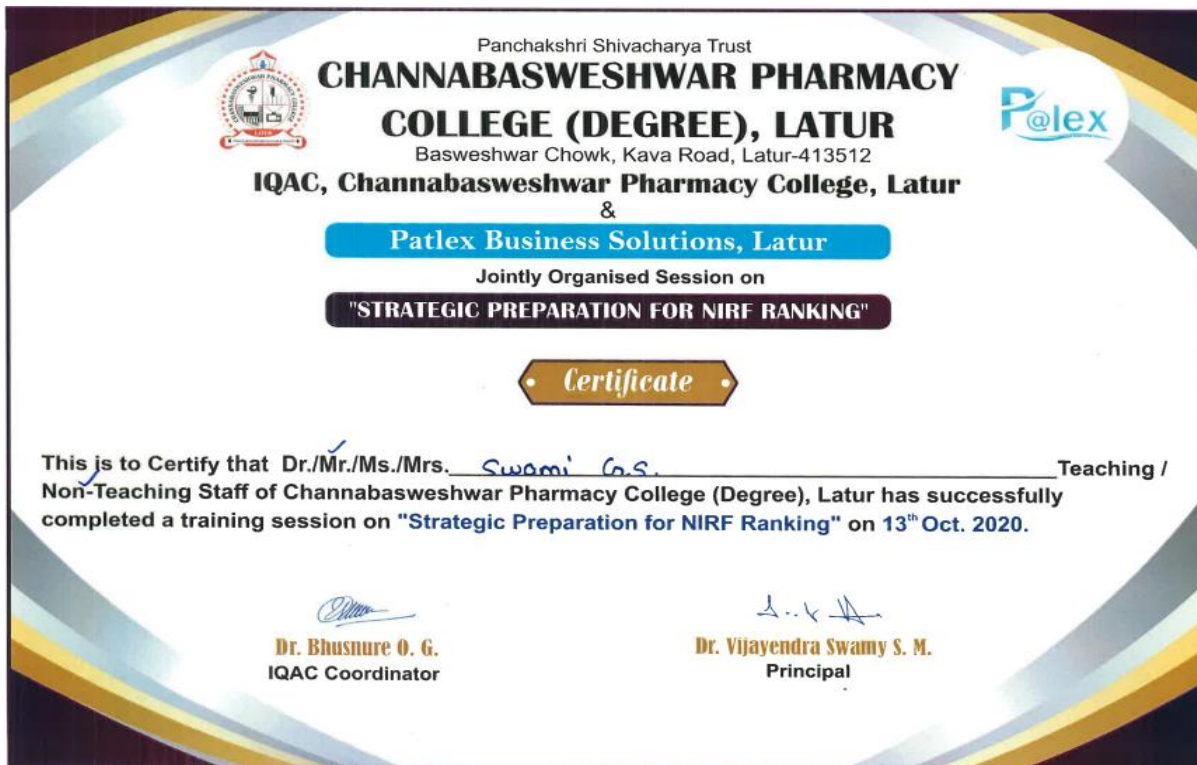 Panchakshri Shivacharya Trust
CHANNABASWESHWAR PHARMACY
COLLEGE (DEGREE), LATUR
Basweshwar Chowk, Kava Road, Latur-413512
IQAC, Channabasweshwar Pharmacy College, Latur
&
Patlex Business Solutions, Latur
Jointly Organised Session on
"STRATEGIC PREPARATION FOR NIRF RANKING"
P@lex
Certificate
This is to Certify that Dr./Mr./Ms./Mrs. Swami G.S. Teaching /
Non-Teaching Staff of Channabasweshwar Pharmacy College (Degree), Latur has successfully
completed a training session on "Strategic Preparation for NIRF Ranking" on 13th Oct. 2020.
Dr. Bhusnure O. G.
IQAC Coordinator
Dr. Vijayendra Swamy S. M.
Principal